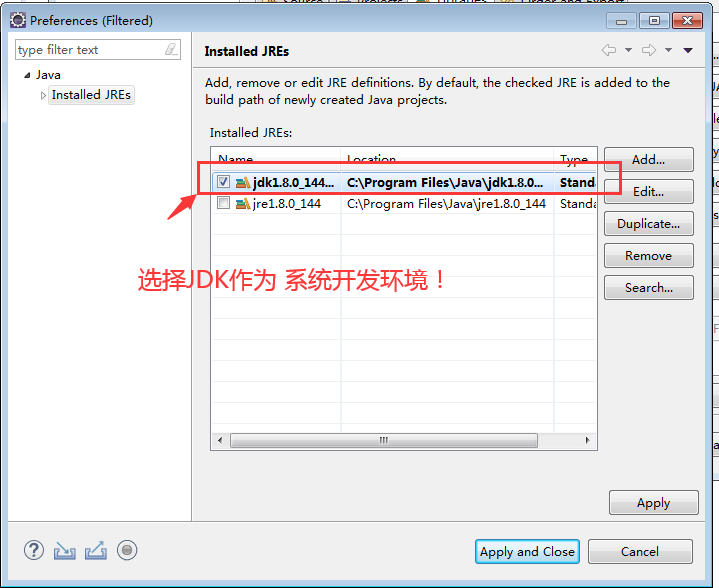 Preferences (Filtered)
type filter text
Java
Installed JREs
Installed JREs
Add, remove or edit JRE definitions. By default, the checked JRE is added to the
build path of newly created Java projects.
Installed JREs:
Name Location Type
jdk1.8.0_144... C:\Program Files\Java\jdk1.8.0... Standa
jre1.8.0_144 C:\Program Files\Java\jre1.8.0_144 Standa
选择JDK作为 系统开发环境！
Add...
Edit...
Duplicate...
Remove
Search...
Apply
Apply and Close
Cancel